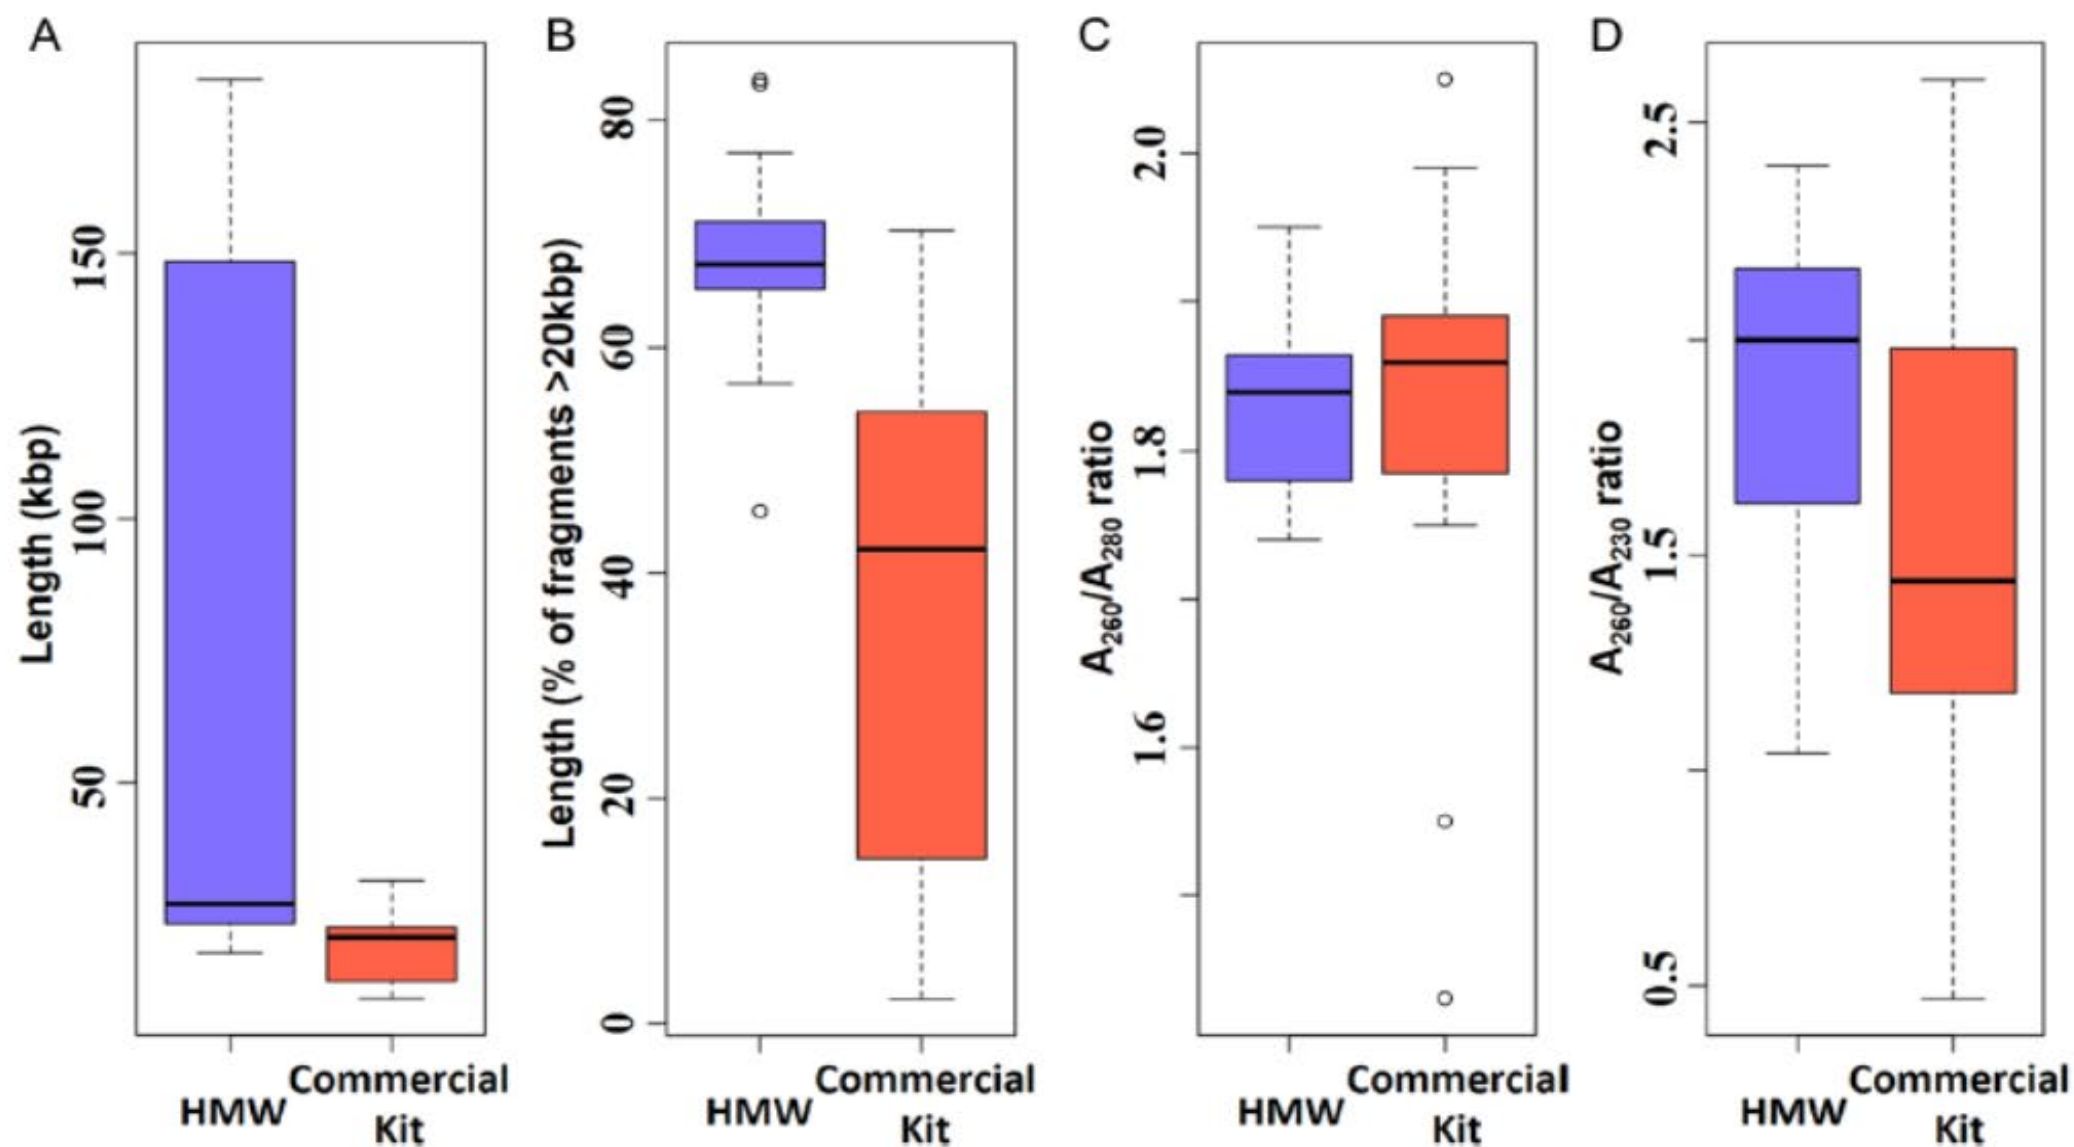 A
Length (kbp)
150
100
50
HMW
Commercial
Kit
B
Length (% of fragments >20kbp)
80
60
40
20
0
HMW
Commercial
Kit
C
A260/A280 ratio
2.0
1.8
1.6
HMW
Commercial
Kit
D
A260/A230 ratio
2.5
1.5
0.5
HMW
Commercial
Kit